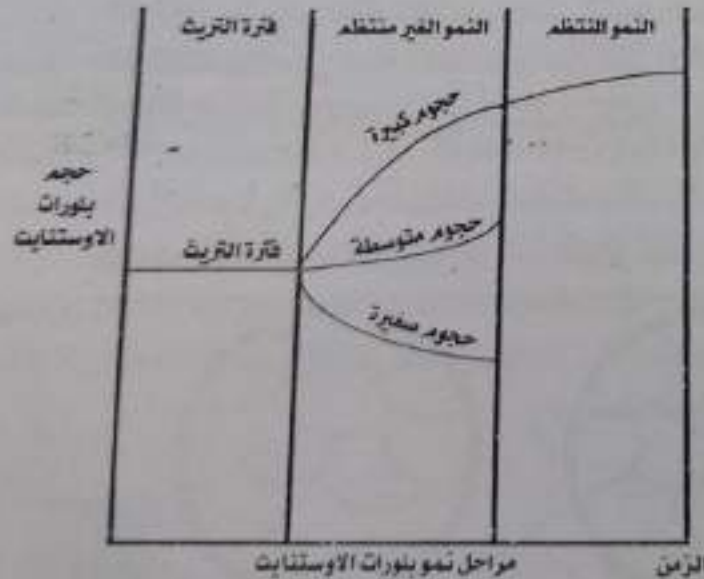 فترة التريث
النمو الغير منتظم
النمو المنتظم
حجوم كبيرة
حجم
بلورات
الاوستنايت
فترة التريث
حجوم متوسطة
حجوم صغيرة
مراحل نمو بلورات الاوستنايت
الزمن